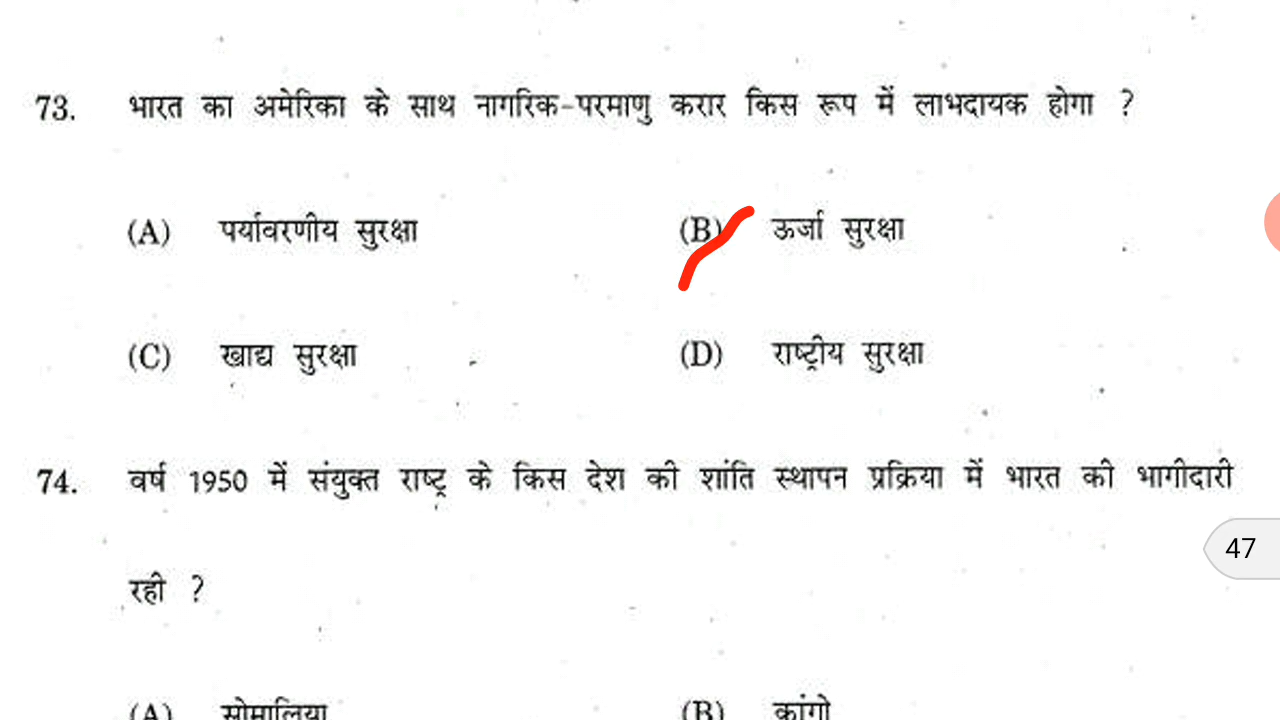 73. भारत का अमेरिका के साथ नागरिक-परमाणु करार किस रूप में लाभदायक होगा ?
(A) पर्यावरणीय सुरक्षा (B) ऊर्जा सुरक्षा
(C) खाद्य सुरक्षा (D) राष्ट्रीय सुरक्षा
74. वर्ष 1950 में संयुक्त राष्ट्र के किस देश की शांति स्थापन प्रक्रिया में भारत की भागीदारी
47
रही ?
(A) सोमालिया (B) कांगो